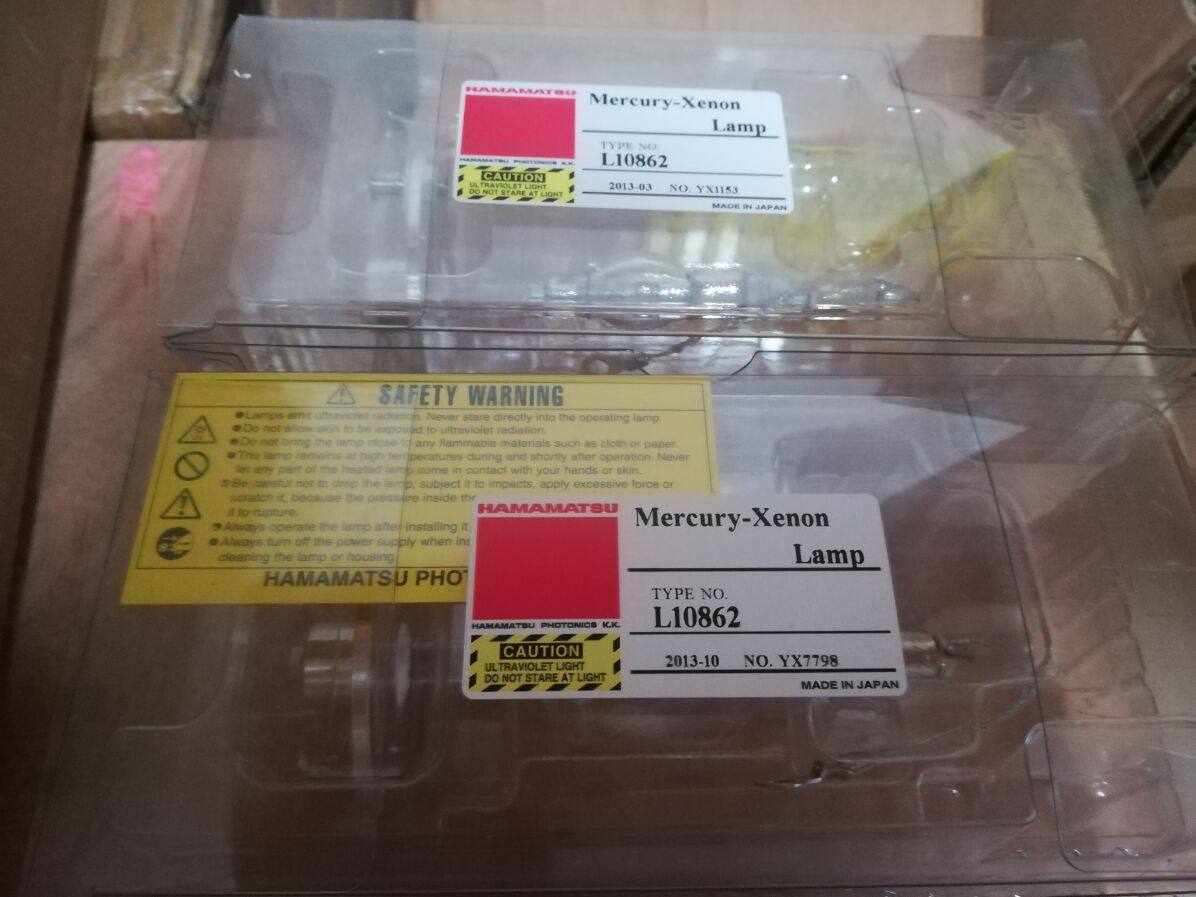 HAMAMATSU
Mercury-Xenon
Lamp
TYPE NO.
L10862
HAMAMATSU PHOTONICS K.K.
CAUTION
ULTRAVIOLET LIGHT
DO NOT STARE AT LIGHT
2013-03 NO. YX1153
MADE IN JAPAN
SAFETY WARNING
●Lamps emit ultraviolet radiation. Never stare directly into the operating lamp.
●Do not allow skin to be exposed to ultraviolet radiation.
●Do not bring the lamp close to any flammable materials such as cloth or paper.
●The lamp remains at high temperatures during and shortly after operation. Never
let any part of the heated lamp come in contact with your hands or skin.
●Be careful not to drop the lamp, subject it to impacts, apply excessive force or
scratch it, because the pressure inside the
it to rupture.
●Always operate the lamp after installing it
●Always turn off the power supply when
cleaning the lamp or housing
HAMAMATSU
HAMAMATSU
Mercury-Xenon
Lamp
TYPE NO.
L10862
HAMAMATSU PHOTONICS K.K.
CAUTION
ULTRAVIOLET LIGHT
DO NOT STARE AT LIGHT
2013-10 NO. YX7798
MADE IN JAPAN